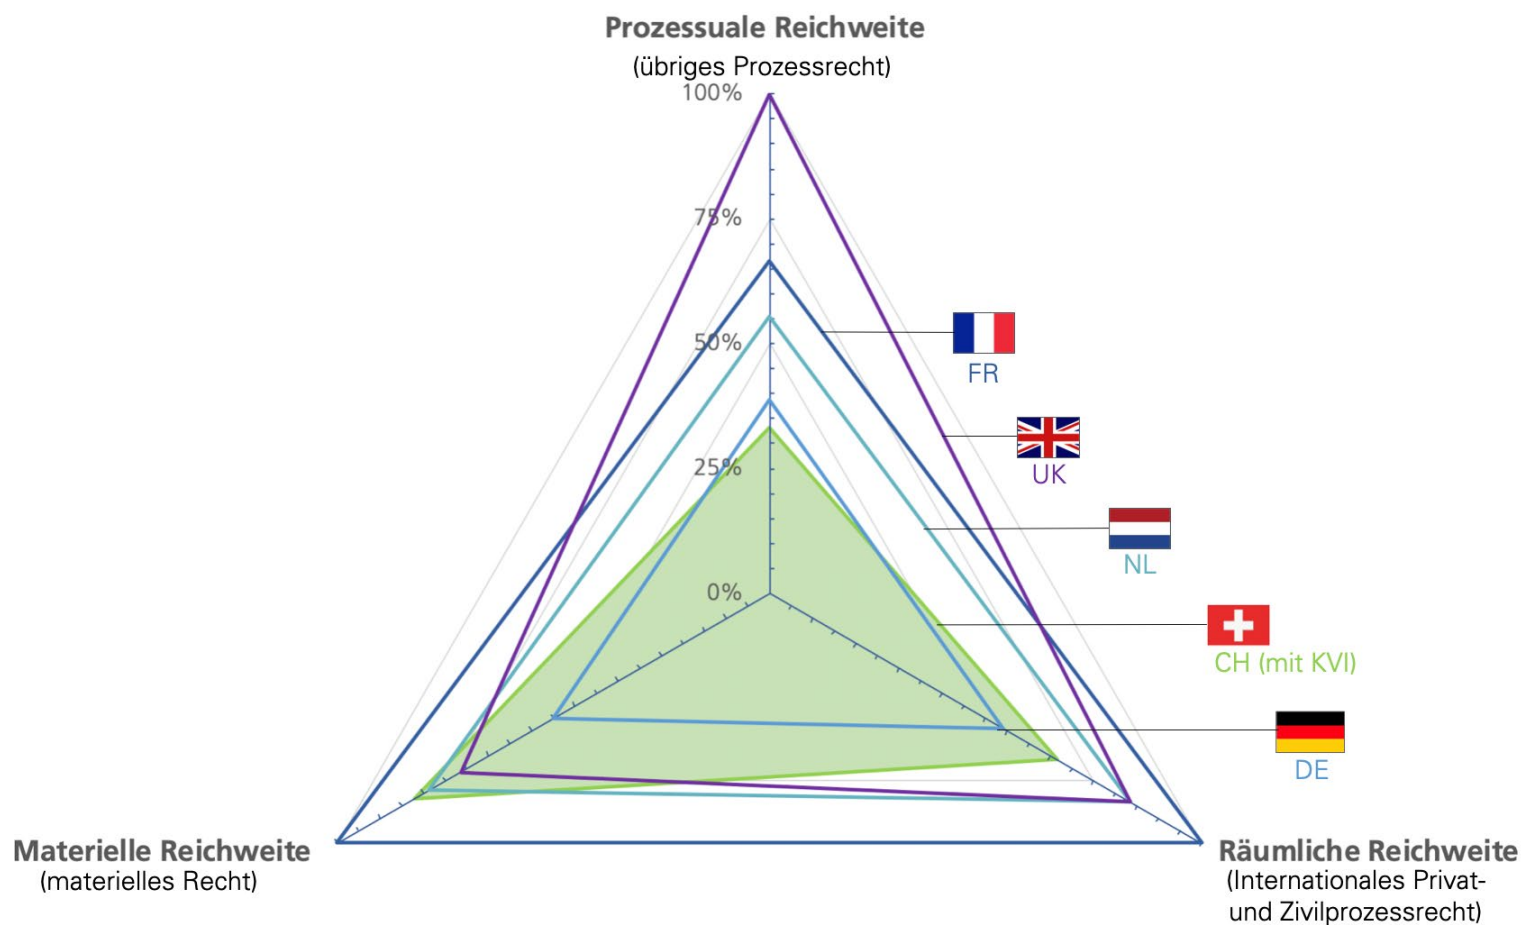 Prozessuale Reichweite
(übriges Prozessrecht)
100%
75%
50%
25%
0%
FR
UK
NL
CH (mit KVI)
DE
Materielle Reichweite
(materielles Recht)
Räumliche Reichweite
(Internationales Privat-
und Zivilprozessrecht)